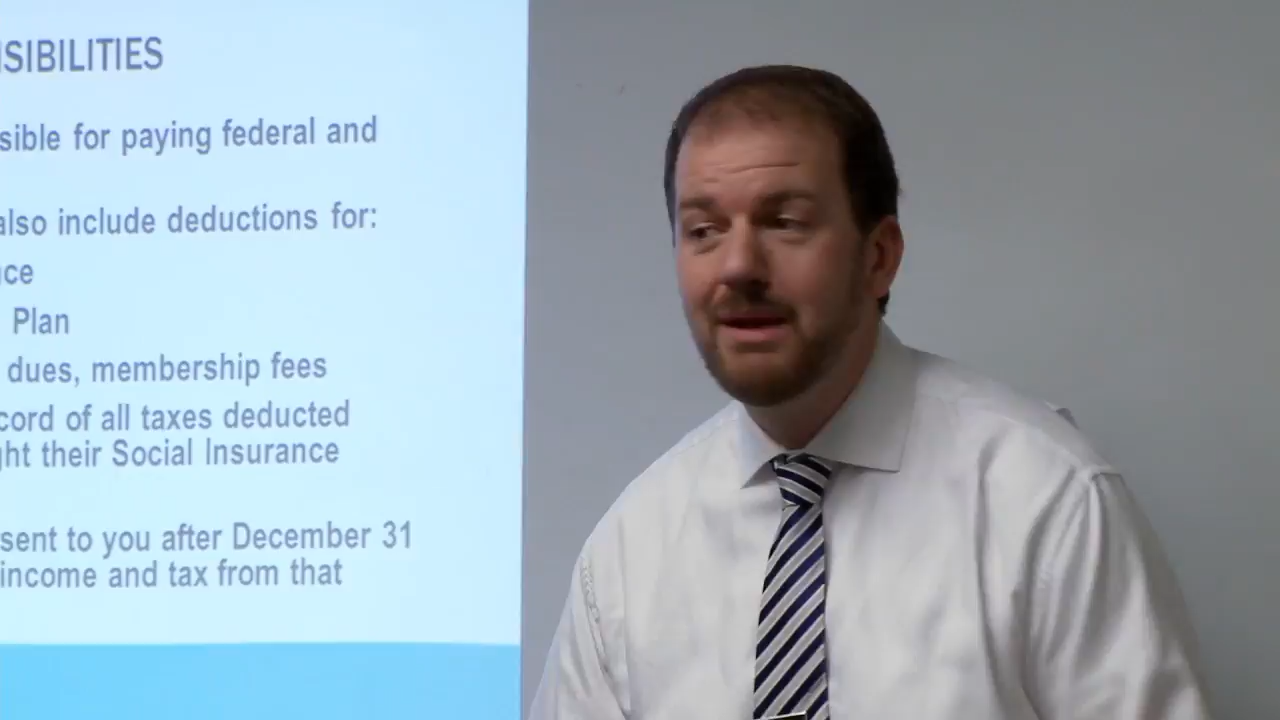 SIBILITIES
sible for paying federal and
also include deductions for:
ce
Plan
dues, membership fees
cord of all taxes deducted
ght their Social Insurance
sent to you after December 31
income and tax from that